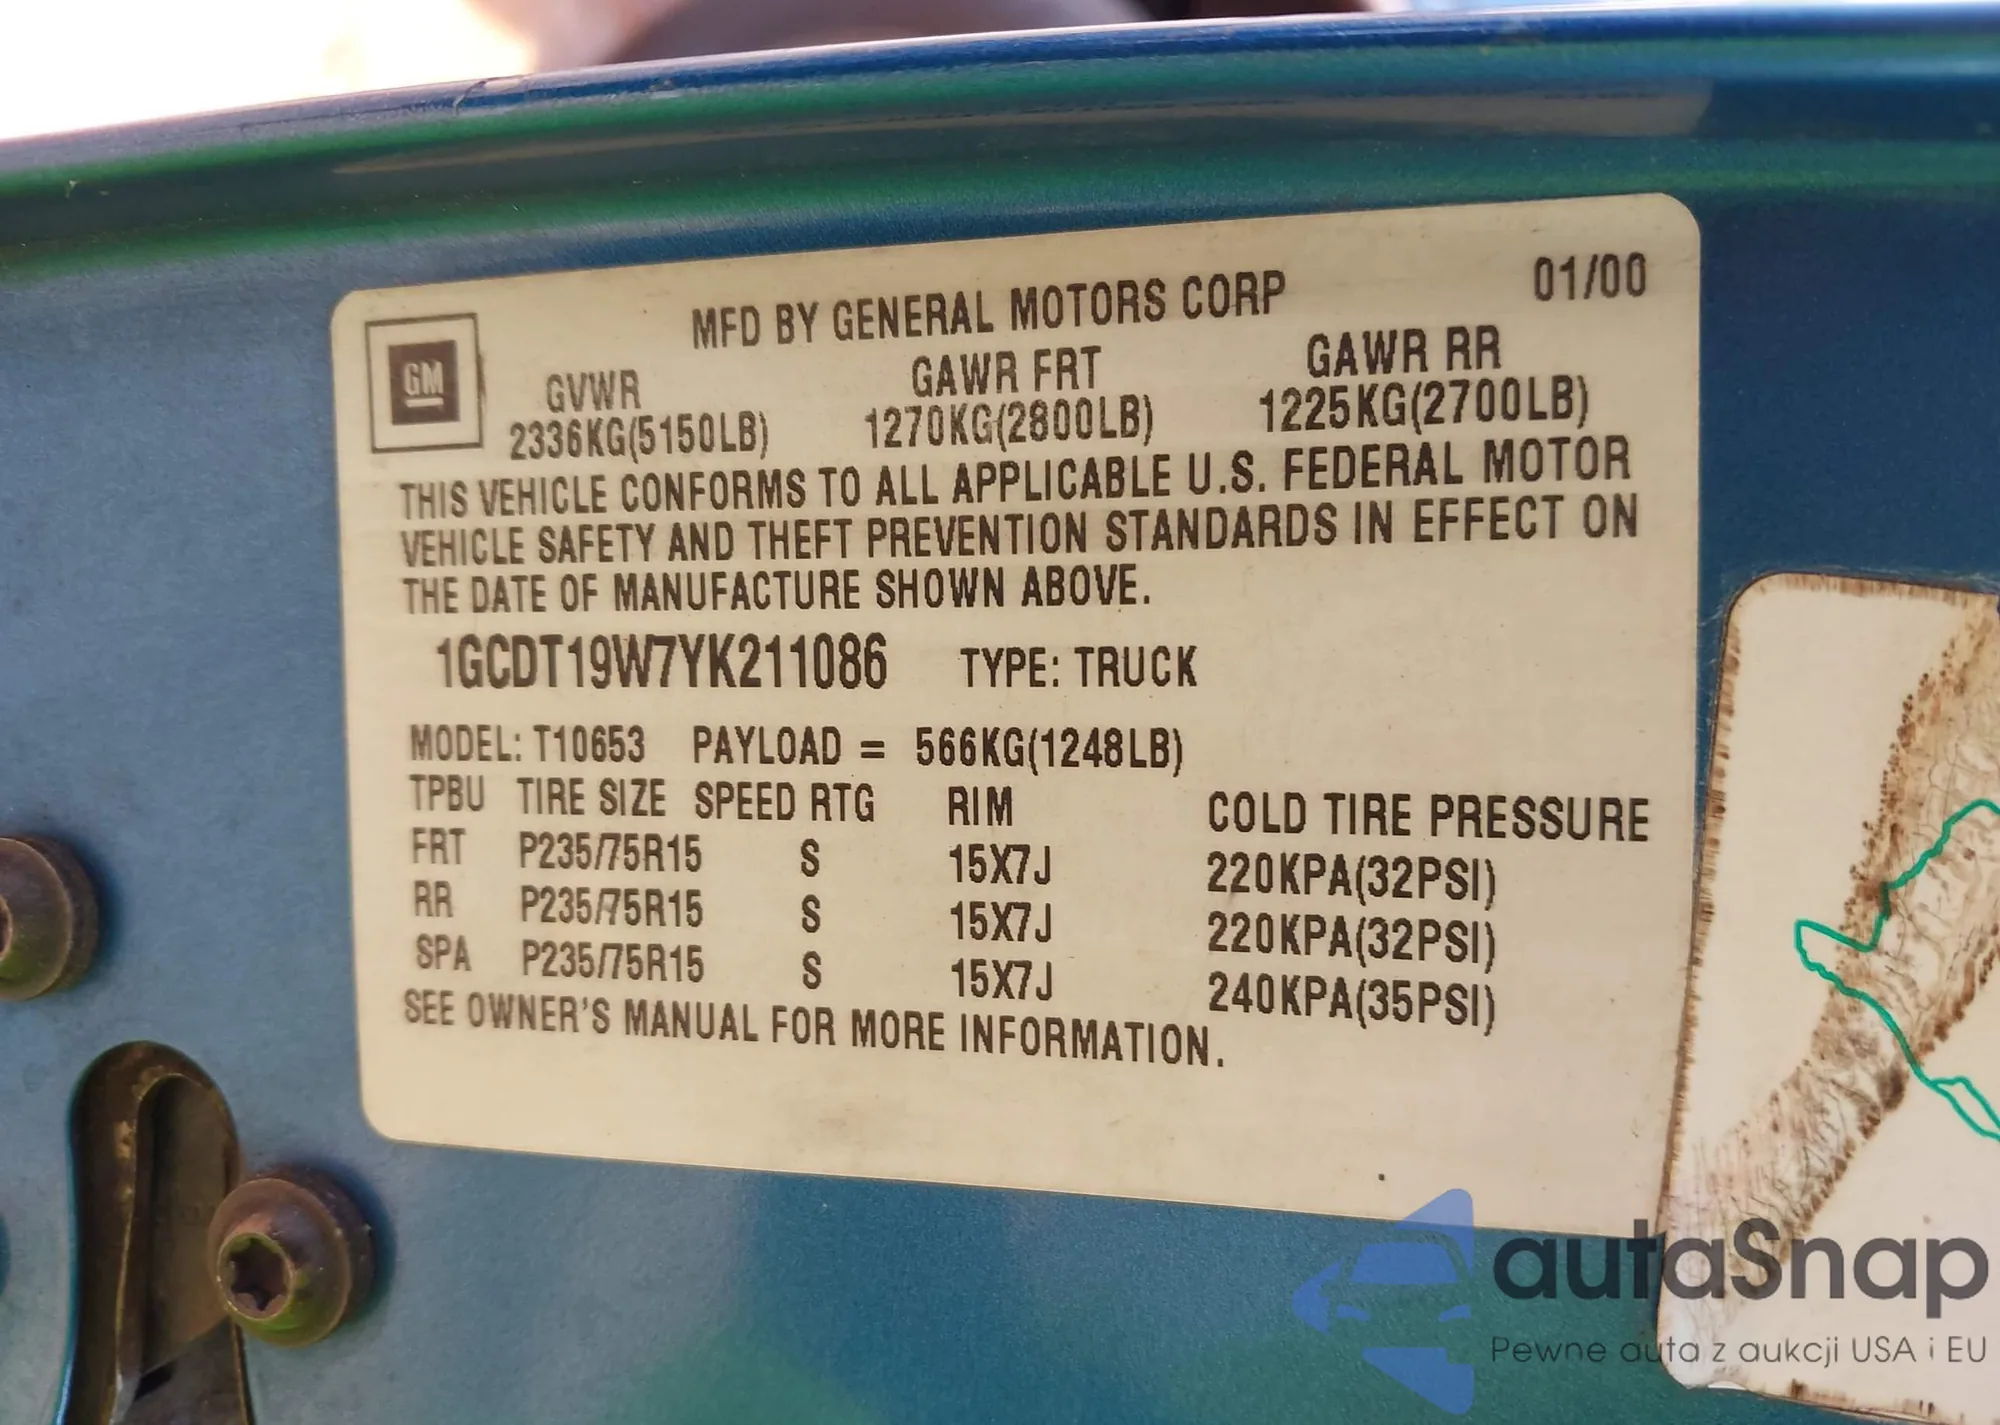 MFD BY GENERAL MOTORS CORP 01/00
GM
GVWR GAWR FRT GAWR RR
2336KG(5150LB) 1270KG(2800LB) 1225KG(2700LB)
THIS VEHICLE CONFORMS TO ALL APPLICABLE U.S. FEDERAL MOTOR
VEHICLE SAFETY AND THEFT PREVENTION STANDARDS IN EFFECT ON
THE DATE OF MANUFACTURE SHOWN ABOVE.
1GCDT19W7YK211086 TYPE: TRUCK
MODEL: T10653 PAYLOAD = 566KG(1248LB)
TPBU TIRE SIZE SPEED RTG RIM COLD TIRE PRESSURE
FRT P235/75R15 S 15X7J 220KPA(32PSI)
RR P235/75R15 S 15X7J 220KPA(32PSI)
SPA P235/75R15 S 15X7J 240KPA(35PSI)
SEE OWNER'S MANUAL FOR MORE INFORMATION.
autaSnap
Pewne auta z aukcji USA i EU